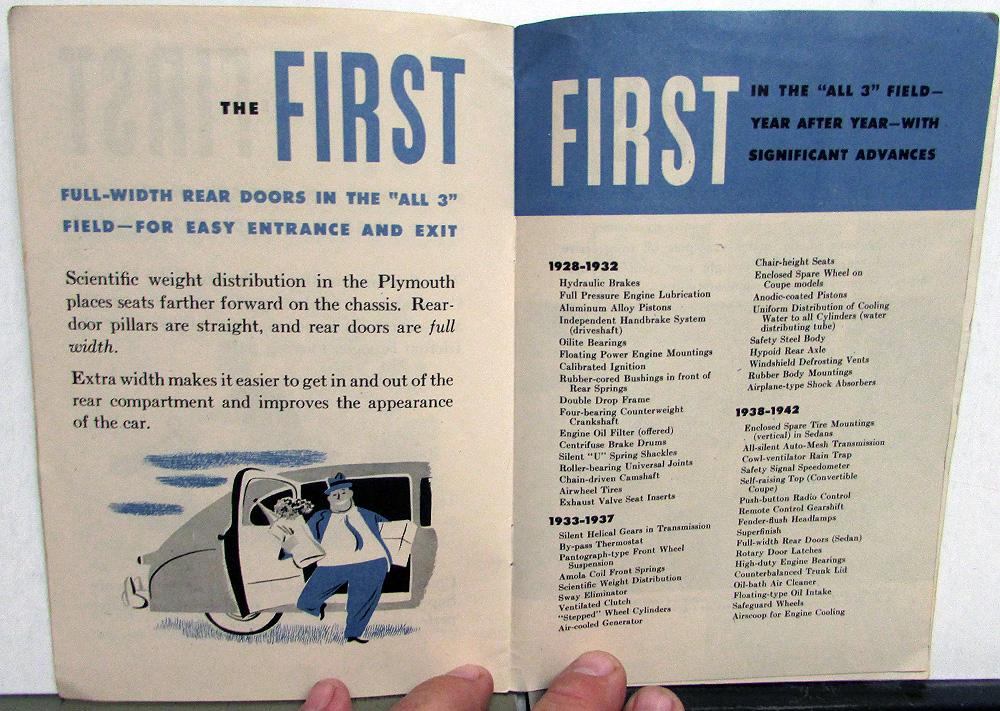 THE FIRST
FULL-WIDTH REAR DOORS IN THE "ALL 3"
FIELD—FOR EASY ENTRANCE AND EXIT
Scientific weight distribution in the Plymouth
places seats farther forward on the chassis. Rear-
door pillars are straight, and rear doors are full
width.
Extra width makes it easier to get in and out of the
rear compartment and improves the appearance
of the car.
FIRST
IN THE "ALL 3" FIELD—
YEAR AFTER YEAR—WITH
SIGNIFICANT ADVANCES
1928-1932
Hydraulic Brakes
Full Pressure Engine Lubrication
Aluminum Alloy Pistons
Independent Handbrake System
(driveshaft)
Oilite Bearings
Floating Power Engine Mountings
Calibrated Ignition
Rubber-cored Bushings in front of
Rear Springs
Double Drop Frame
Four-bearing Counterweight
Crankshaft
Engine Oil Filter (offered)
Centrifuse Brake Drums
Silent "U" Spring Shackles
Roller-bearing Universal Joints
Chain-driven Camshaft
Airwheel Tires
Exhaust Valve Seat Inserts
1933-1937
Silent Helical Gears in Transmission
By-pass Thermostat
Pantograph-type Front Wheel
Suspension
Amola Coil Front Springs
Scientific Weight Distribution
Sway Eliminator
Ventilated Clutch
"Stepped" Wheel Cylinders
Air-cooled Generator
Chair-height Seats
Enclosed Spare Wheel on
Coupe models
Anodic-coated Pistons
Uniform Distribution of Cooling
Water to all Cylinders (water
distributing tube)
Safety Steel Body
Hypoid Rear Axle
Windshield Defrosting Vents
Rubber Body Mountings
Airplane-type Shock Absorbers
1938-1942
Enclosed Spare Tire Mountings
(vertical) in Sedans
All-silent Auto-Mesh Transmission
Cowl-ventilator Rain Trap
Safety Signal Speedometer
Self-raising Top (Convertible
Coupe)
Push-button Radio Control
Remote Control Gearshift
Fender-flush Headlamps
Superfinish
Full-width Rear Doors (Sedan)
Rotary Door Latches
High-duty Engine Bearings
Counterbalanced Trunk Lid
Oil-bath Air Cleaner
Floating-type Oil Intake
Safeguard Wheels
Airscoop for Engine Cooling